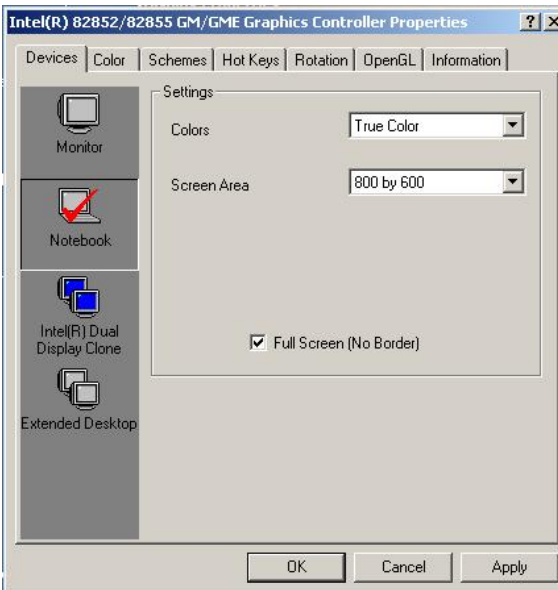 Intel(R) 82852/82855 GM/GME Graphics Controller Properties
Devices Color Schemes Hot Keys Rotation OpenGL Information
Settings
Monitor
Colors True Color
Screen Area 800 by 600
Notebook
Intel(R) Dual
Display Clone
Full Screen (No Border)
Extended Desktop
OK Cancel Apply